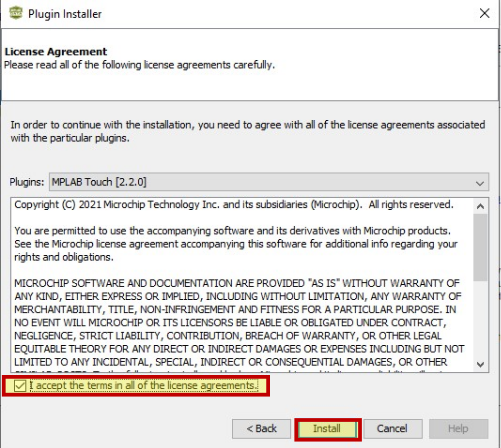 Plugin Installer
License Agreement
Please read all of the following license agreements carefully.
In order to continue with the installation, you need to agree with all of the license agreements associated
with the particular plugins.
Plugins: MPLAB Touch [2.2.0]
Copyright (C) 2021 Microchip Technology Inc. and its subsidiaries (Microchip). All rights reserved.
You are permitted to use the accompanying software and its derivatives with Microchip products.
See the Microchip license agreement accompanying this software for additional info regarding your
rights and obligations.
MICROCHIP SOFTWARE AND DOCUMENTATION ARE PROVIDED "AS IS" WITHOUT WARRANTY OF
ANY KIND, EITHER EXPRESS OR IMPLIED, INCLUDING WITHOUT LIMITATION, ANY WARRANTY OF
MERCHANTABILITY, TITLE, NON-INFRINGEMENT AND FITNESS FOR A PARTICULAR PURPOSE. IN
NO EVENT WILL MICROCHIP OR ITS LICENSORS BE LIABLE OR OBLIGATED UNDER CONTRACT,
NEGLIGENCE, STRICT LIABILITY, CONTRIBUTION, BREACH OF WARRANTY, OR OTHER LEGAL
EQUITABLE THEORY FOR ANY DIRECT OR INDIRECT DAMAGES OR EXPENSES INCLUDING BUT NOT
LIMITED TO ANY INCIDENTAL, SPECIAL, INDIRECT OR CONSEQUENTIAL DAMAGES, OR OTHER
I accept the terms in all of the license agreements.
< Back Install Cancel Help